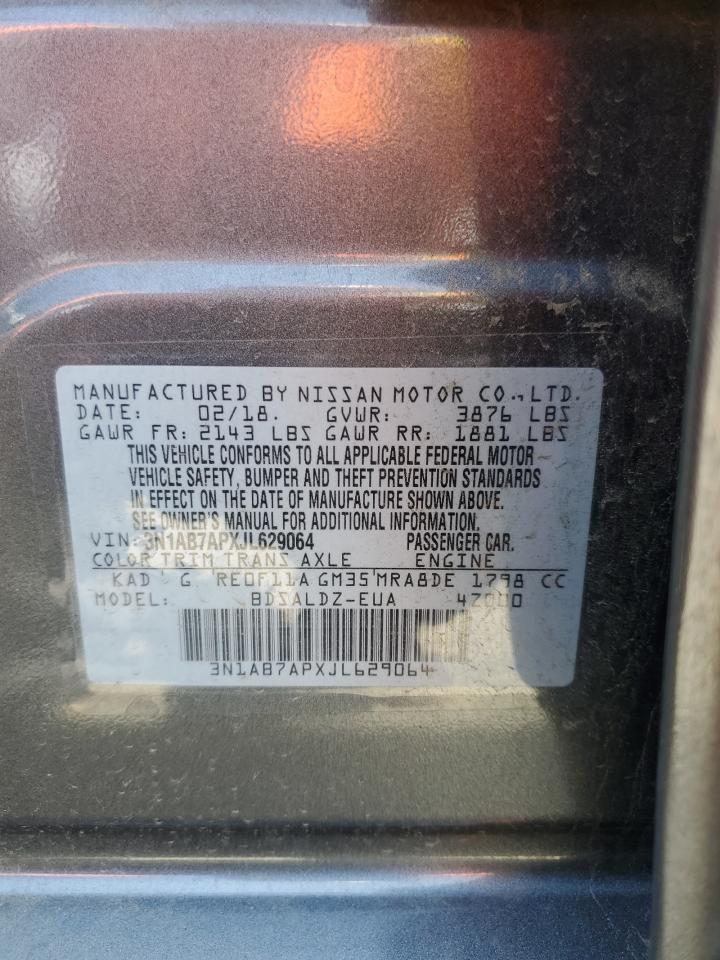 MANUFACTURED BY NISSAN MOTOR CO., LTD.
DATE: 02/18. GVWR: 3876 LBS
GAWR FR: 2143 LBS GAWR RR: 1881 LBS
THIS VEHICLE CONFORMS TO ALL APPLICABLE FEDERAL MOTOR
VEHICLE SAFETY, BUMPER AND THEFT PREVENTION STANDARDS
IN EFFECT ON THE DATE OF MANUFACTURE SHOWN ABOVE.
SEE OWNER'S MANUAL FOR ADDITIONAL INFORMATION.
VIN: 3N1AB7APXJL629064 PASSENGER CAR.
COLOR TRIM TRANS AXLE ENGINE
KAD G RE0F11A GM35 MRA8DE 1798 CC
MODEL: BDSALDZ-EUA 42000
3N1AB7APXJL629064